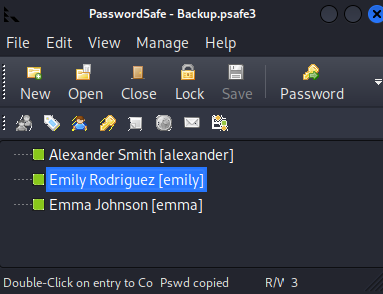 PasswordSafe - Backup.psafe3
File Edit View Manage Help
New Open Close Lock Save Password
Alexander Smith [alexander]
Emily Rodriguez [emily]
Emma Johnson [emma]
Double-Click on entry to Co Pswd copied R/W 3